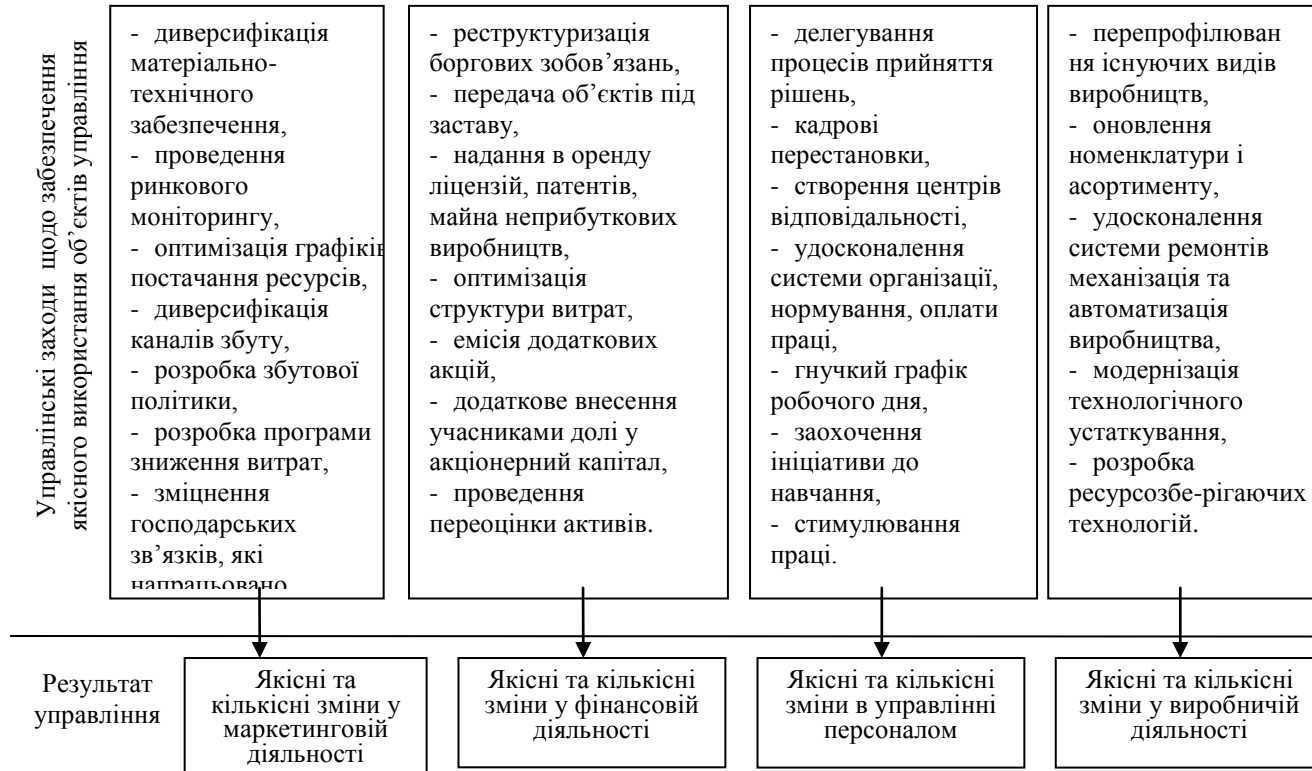 Управлінські заходи щодо забезпечення
якісного використання об’єктів управління
- диверсифікація
матеріально-
технічного
забезпечення,
- проведення
ринкового
моніторингу,
- оптимізація графіків
постачання ресурсів,
- диверсифікація
каналів збуту,
- розробка збутової
політики,
- розробка програми
зниження витрат,
- зміцнення
господарських
зв’язків, які
напрацьовано
- реструктуризація
боргових зобов’язань,
- передача об’єктів під
заставу,
- надання в оренду
ліцензій, патентів,
майна неприбуткових
виробництв,
- оптимізація
структури витрат,
- емісія додаткових
акцій,
- додаткове внесення
учасниками долі у
акціонерний капітал,
- проведення
переоцінки активів.
- делегування
процесів прийняття
рішень,
- кадрові
перестановки,
- створення центрів
відповідальності,
- удосконалення
системи організації,
нормування, оплати
праці,
- гнучкий графік
робочого дня,
- заохочення
ініціативи до
навчання,
- стимулювання
праці.
- перепрофілюван
ня існуючих видів
виробництв,
- оновлення
номенклатури і
асортименту,
- удосконалення
системи ремонтів
механізація та
автоматизація
виробництва,
- модернізація
технологічного
устаткування,
- розробка
ресурсозбе-рігаючих
технологій.
Результат
управління
Якісні та
кількісні зміни у
маркетинговій
діяльності
Якісні та кількісні
зміни у фінансовій
діяльності
Якісні та кількісні
зміни в управлінні
персоналом
Якісні та кількісні
зміни у виробничій
діяльності